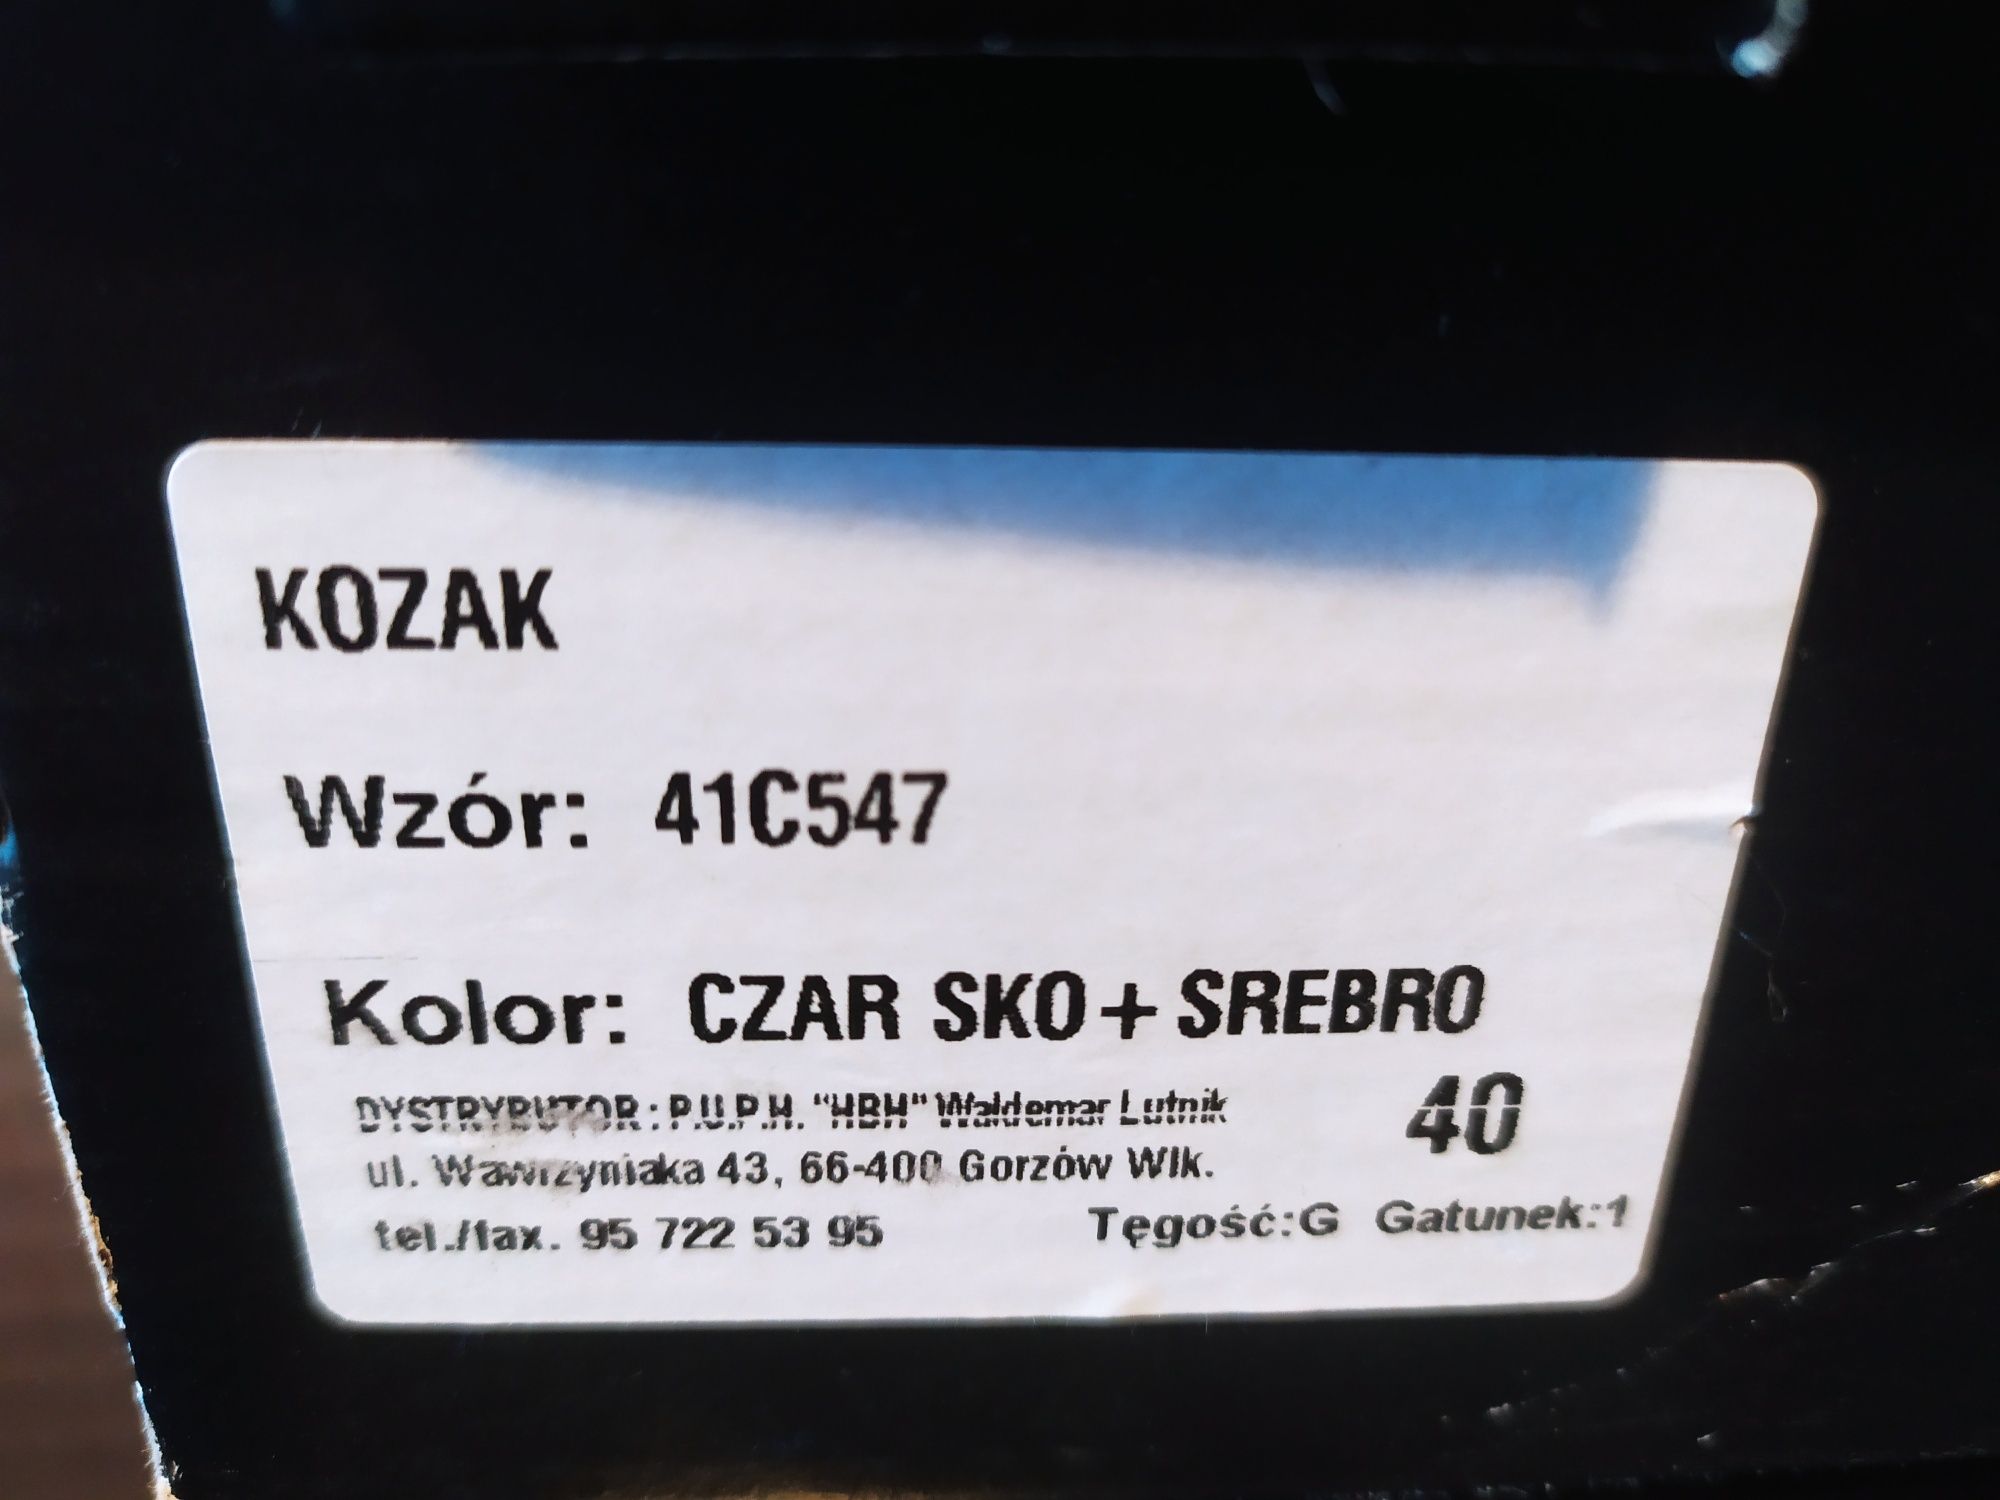 KOZAK
Wzór: 41C547
Kolor: CZAR SKO+SREBRO
DYSTRYBUTOR: P.U.P.H. "HBH" Waldemar Lutnik
40
ul. Wawrzyniaka 43, 66-400 Gorzów Wlk.
tel./fax. 95 722 53 95
Tęgość:G Gatunek:1